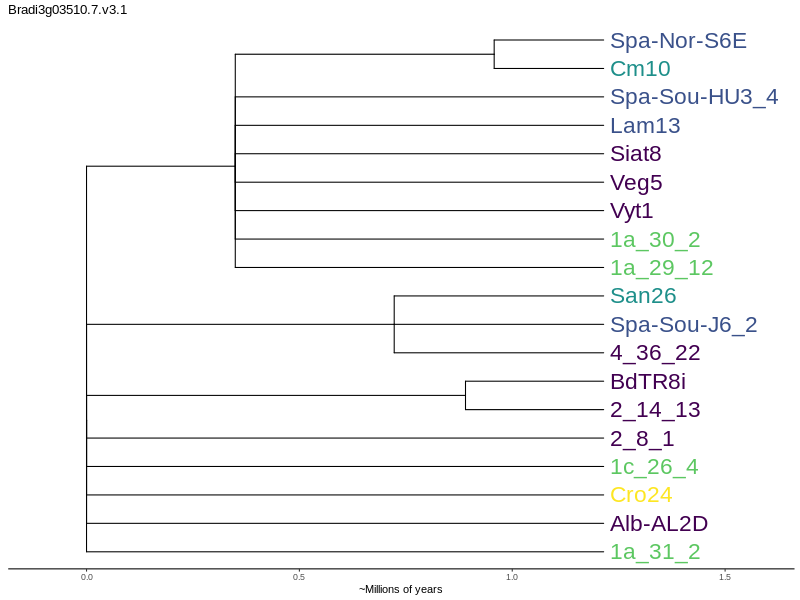 Bradi3g03510.7.v3.1
Spa-Nor-S6E
Cm10
Spa-Sou-HU3_4
Lam13
Siat8
Veg5
Vyt1
1a_30_2
1a_29_12
San26
Spa-Sou-J6_2
4_36_22
BdTR8i
2_14_13
2_8_1
1c_26_4
Cro24
Alb-AL2D
1a_31_2
0.0 0.5 1.0 1.5
~Millions of years